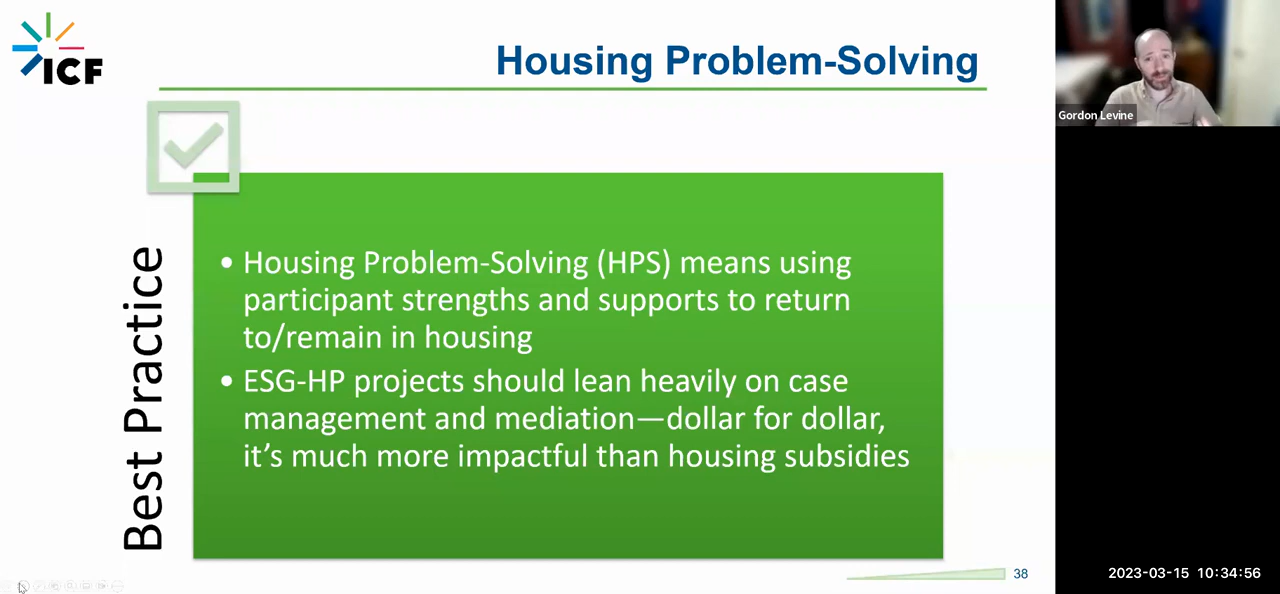 ICF
Housing Problem-Solving
Gordon Levine
Best Practice
• Housing Problem-Solving (HPS) means using
participant strengths and supports to return
to/remain in housing
• ESG-HP projects should lean heavily on case
management and mediation—dollar for dollar,
it’s much more impactful than housing subsidies
38
2023-03-15 10:34:56